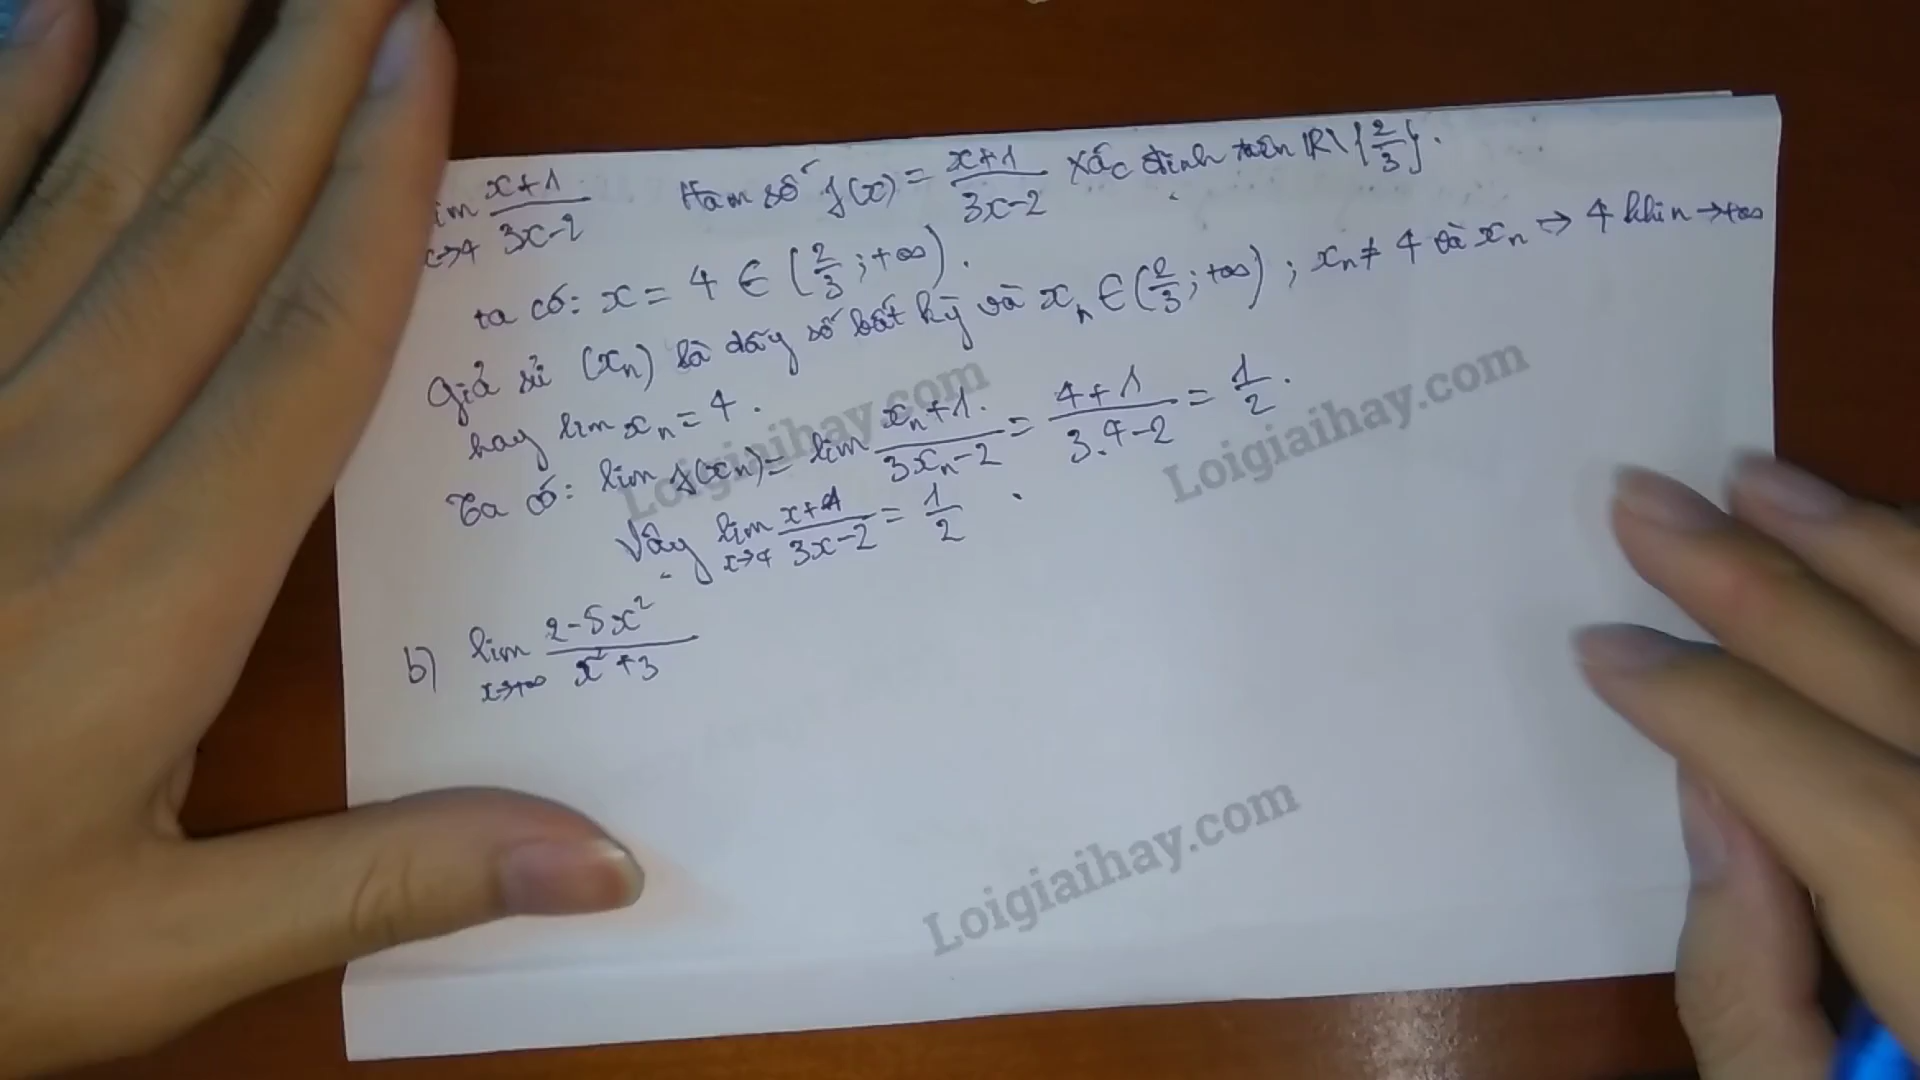 lim x→4 (x+1)/(3x-2) Hàm số f(x) = (x+1)/(3x-2) xác định trên ℝ\{2/3}.
ta có: x = 4 ∈ (2/3; +∞).
Giả sử (xₙ) là dãy số bất kỳ và xₙ ∈ (2/3; +∞); xₙ ≠ 4 và xₙ → 4 khi n → +∞
hay lim xₙ = 4.
Ta có: lim f(xₙ) = lim (xₙ+1)/(3xₙ-2) = (4+1)/(3.4-2) = 1/2.
Vậy lim x→4 (x+1)/(3x-2) = 1/2.
b) lim x→+∞ (2-5x²)/(x²+3)
Loigiaihay.com
Loigiaihay.com
Loigiaihay.com